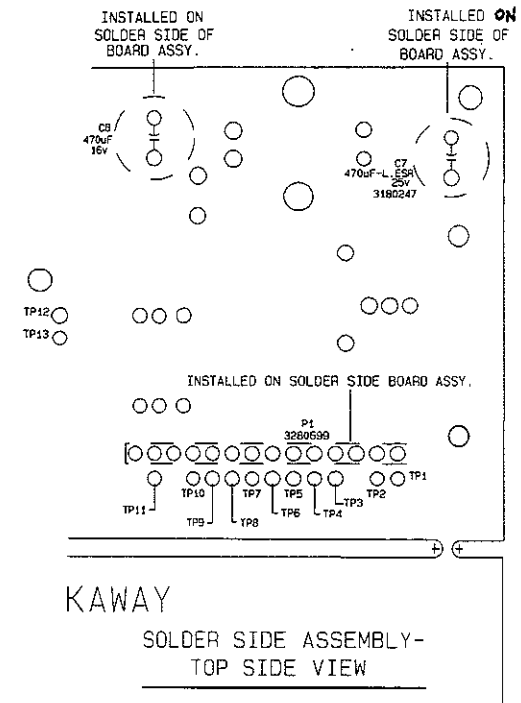 INSTALLED ON
SOLDER SIDE OF
BOARD ASSY.
INSTALLED ON
SOLDER SIDE OF
BOARD ASSY.
C8
470uF
16v
C7
470uF-L.ESR
25v
3180247
TP12
TP13
INSTALLED ON SOLDER SIDE BOARD ASSY.
P1
3280699
TP1
TP10
TP7
TP5
TP2
TP3
TP11
TP9
TP8
TP6
TP4
KAWAY
SOLDER SIDE ASSEMBLY-
TOP SIDE VIEW